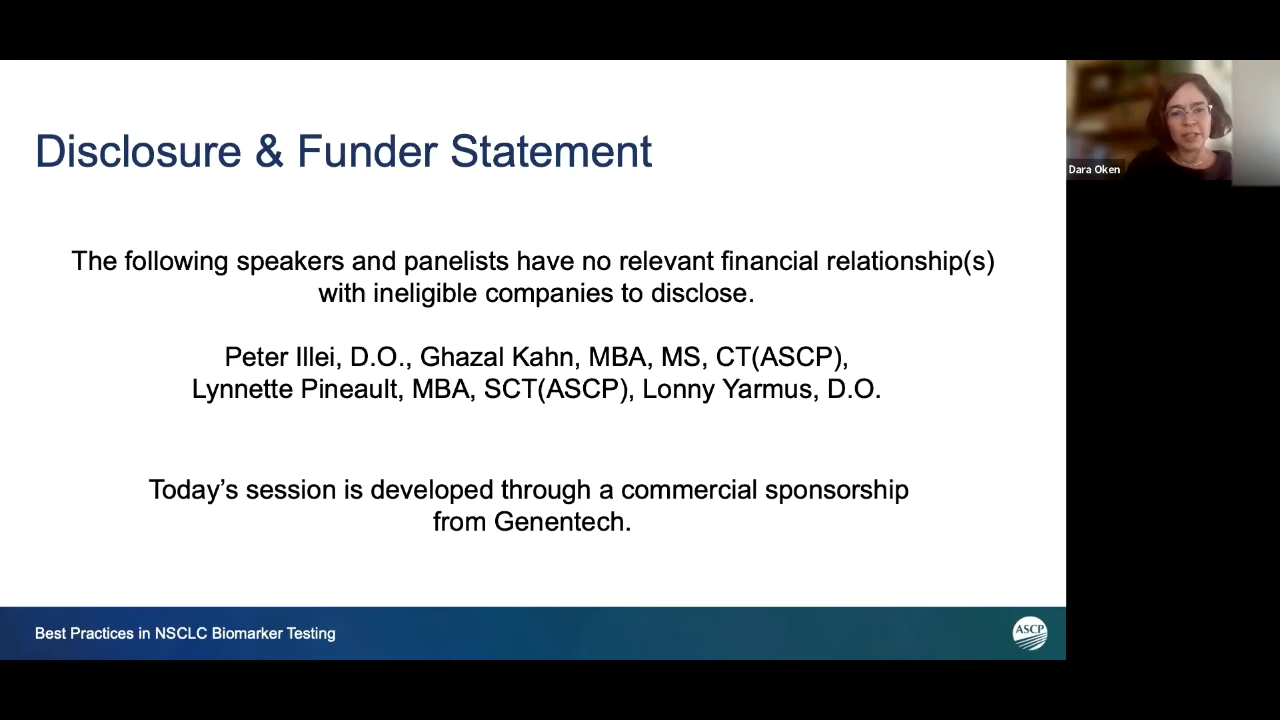 Disclosure & Funder Statement
The following speakers and panelists have no relevant financial relationship(s)
with ineligible companies to disclose.
Peter Illei, D.O., Ghazal Kahn, MBA, MS, CT(ASCP),
Lynnette Pineault, MBA, SCT(ASCP), Lonny Yarmus, D.O.
Today’s session is developed through a commercial sponsorship
from Genentech.
Best Practices in NSCLC Biomarker Testing
ASCP
Dara Oken